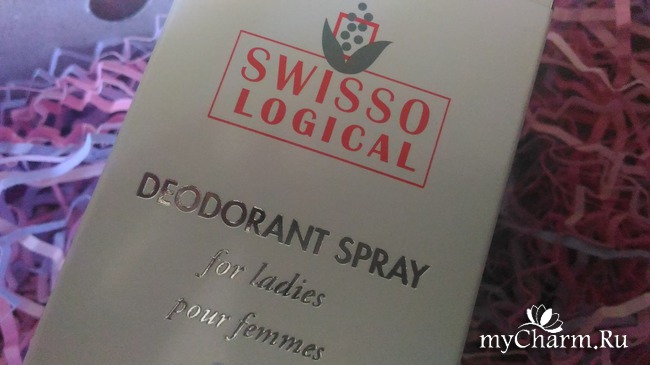 SWISSO
LOGICAL
DEODORANT SPRAY
for ladies
pour femmes
myCharm.Ru